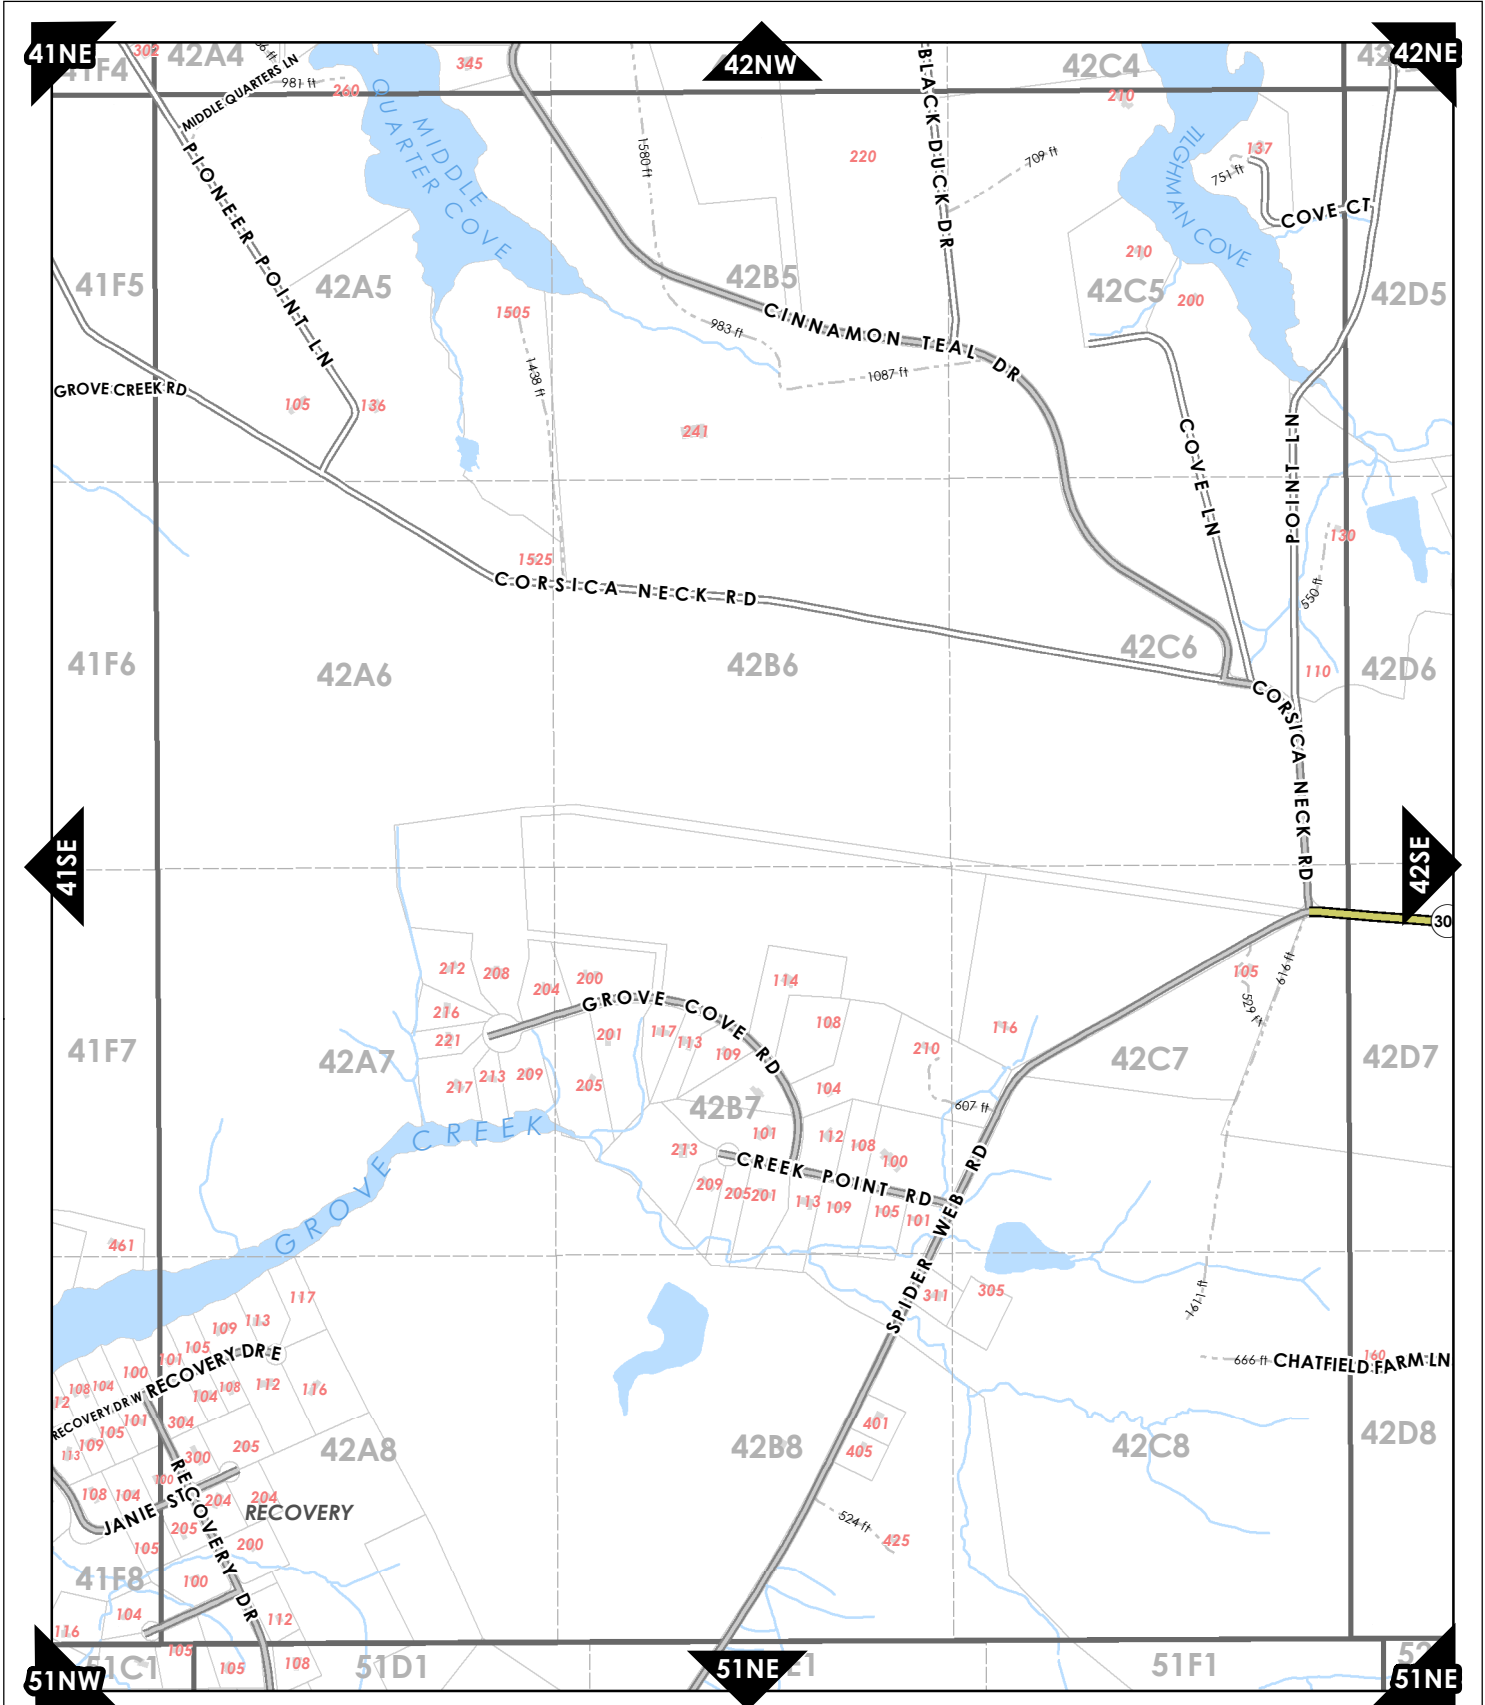 41NE
42NW
42NE
41F4
302
42A4
345
42C4
MIDDLE QUARTERS LN
981 ft
260
210
BLACK DUCK DR
MIDDLE
QUARTER COVE
TILGHMAN COVE
1580 ft
220
709 ft
137
751 ft
COVE CT
PIONEER POINT LN
41F5
42A5
42B5
210
42C5
200
42D5
1505
CINNAMON TEAL DR
983 ft
1438 ft
1087 ft
GROVE CREEK RD
105
136
241
COVE LN
POINT LN
130
1525
550 ft
CORSICA NECK RD
41F6
42A6
42B6
42C6
110
42D6
CORSICA NECK RD
41SE
42SE
30
212
208
204
200
114
105
616 ft
529 ft
GROVE COVE RD
216
221
201
117
113
109
108
116
210
41F7
42A7
217
213
209
205
42B7
104
607 ft
42C7
42D7
GROVE CREEK
101
112
108
100
213
CREEK POINT RD
209
205
201
113
109
105
101
SPIDER WEB RD
461
311
305
1611 ft
117
113
109
105
101
100
RECOVERY DR E
666 ft
CHATFIELD FARM LN
160
108
104
12
RECOVERY DR W
104
108
112
116
101
304
105
109
113
401
405
300
205
42A8
42B8
42C8
42D8
100
108
104
JANIE ST
204
204
RECOVERY
RECOVERY DR
205
200
105
524 ft
425
41F8
100
104
112
116
105
105
108
51NW
51C1
51D1
51NE
E1
51F1
51NE